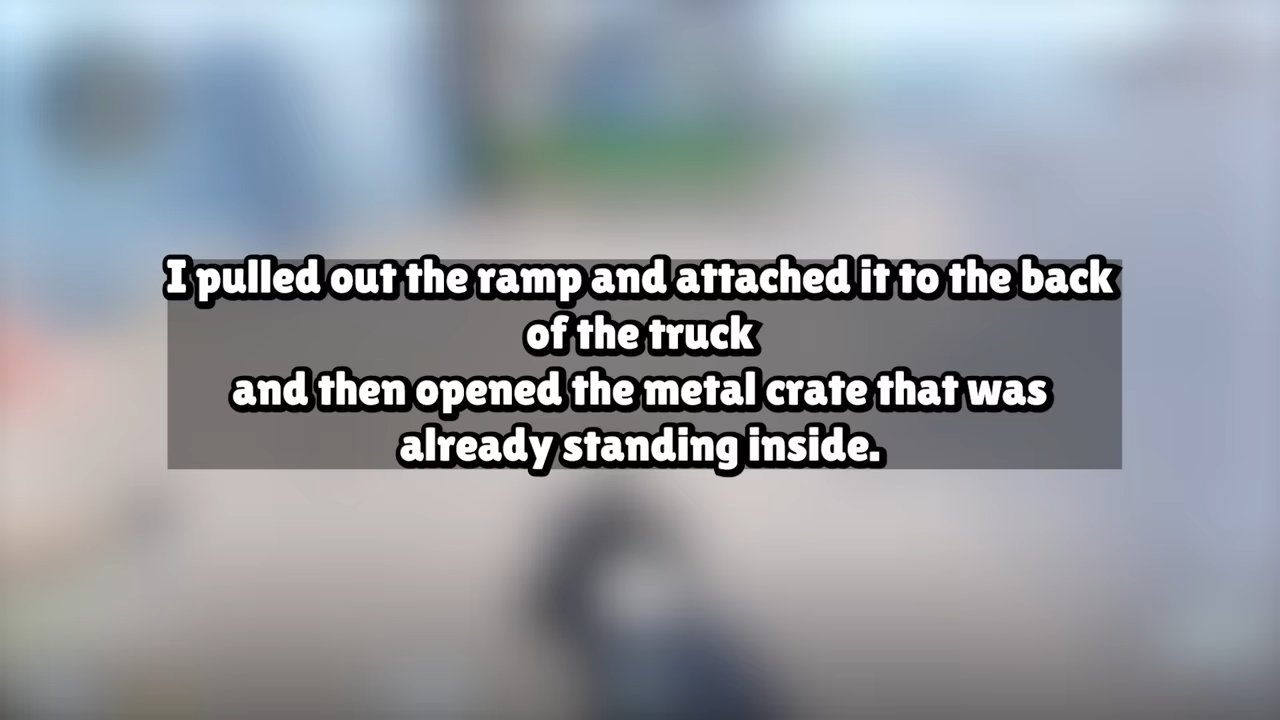 I pulled out the ramp and attached it to the back
of the truck
and then opened the metal crate that was
already standing inside.